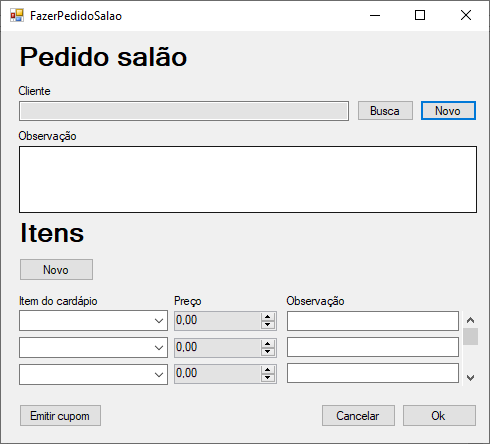 FazerPedidoSalao
Pedido salão
Cliente
Busca Novo
Observação
Itens
Novo
Item do cardápio Preço Observação
0,00
0,00
0,00
Emitir cupom Cancelar Ok